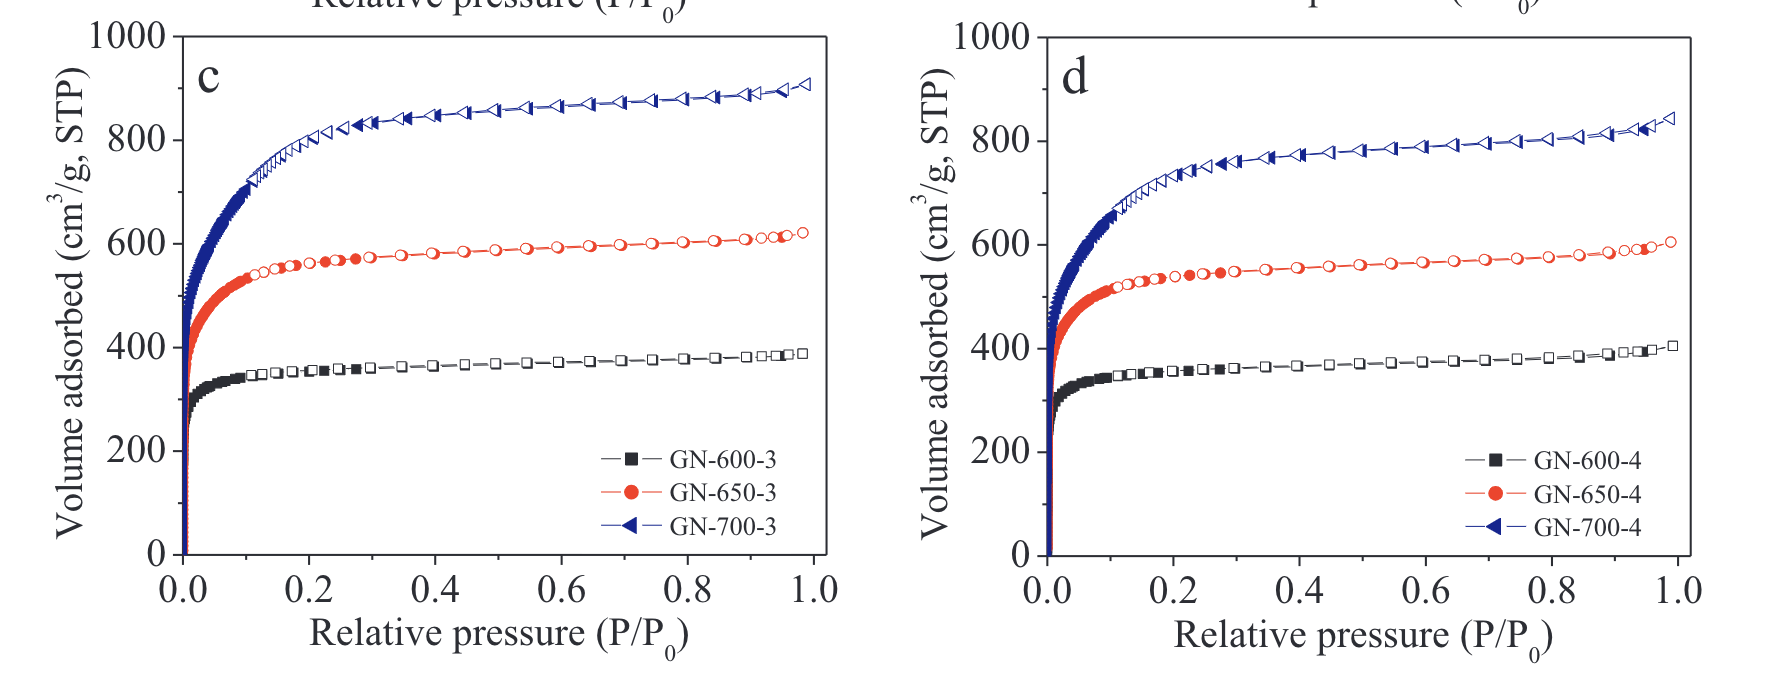 Relative pressure (P/P0)
1000
800
600
400
200
0
c
GN-600-3
GN-650-3
GN-700-3
0.0 0.2 0.4 0.6 0.8 1.0
Relative pressure (P/P0)
Volume adsorbed (cm3/g, STP)
1000
800
600
400
200
0
d
GN-600-4
GN-650-4
GN-700-4
0.0 0.2 0.4 0.6 0.8 1.0
Relative pressure (P/P0)
Volume adsorbed (cm3/g, STP)